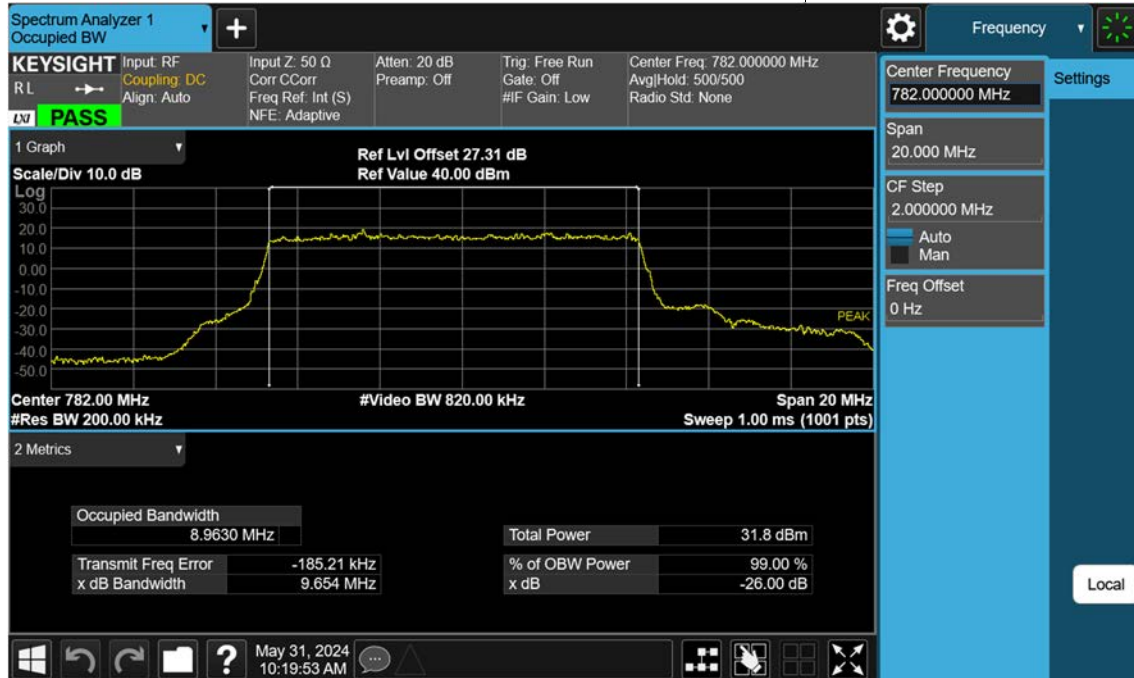 Spectrum Analyzer 1
Occupied BW
Frequency
KEYSIGHT
RL
LXI PASS
Input: RF
Coupling: DC
Align: Auto
Input Z: 50 Ω
Corr CCorr
Freq Ref: Int (S)
NFE: Adaptive
Atten: 20 dB
Preamp: Off
Trig: Free Run
Gate: Off
#IF Gain: Low
Center Freq: 782.000000 MHz
Avg|Hold: 500/500
Radio Std: None
Center Frequency
782.000000 MHz
Settings
Span
20.000 MHz
CF Step
2.000000 MHz
Auto
Man
Freq Offset
0 Hz
Local
1 Graph
Scale/Div 10.0 dB
Ref Lvl Offset 27.31 dB
Ref Value 40.00 dBm
Log
30.0
20.0
10.0
0.00
-10.0
-20.0
-30.0
-40.0
-50.0
PEAK
Center 782.00 MHz
#Video BW 820.00 kHz
Span 20 MHz
#Res BW 200.00 kHz
Sweep 1.00 ms (1001 pts)
2 Metrics
Occupied Bandwidth
8.9630 MHz
Total Power 31.8 dBm
Transmit Freq Error -185.21 kHz
% of OBW Power 99.00 %
x dB Bandwidth 9.654 MHz
x dB -26.00 dB
?
May 31, 2024
10:19:53 AM